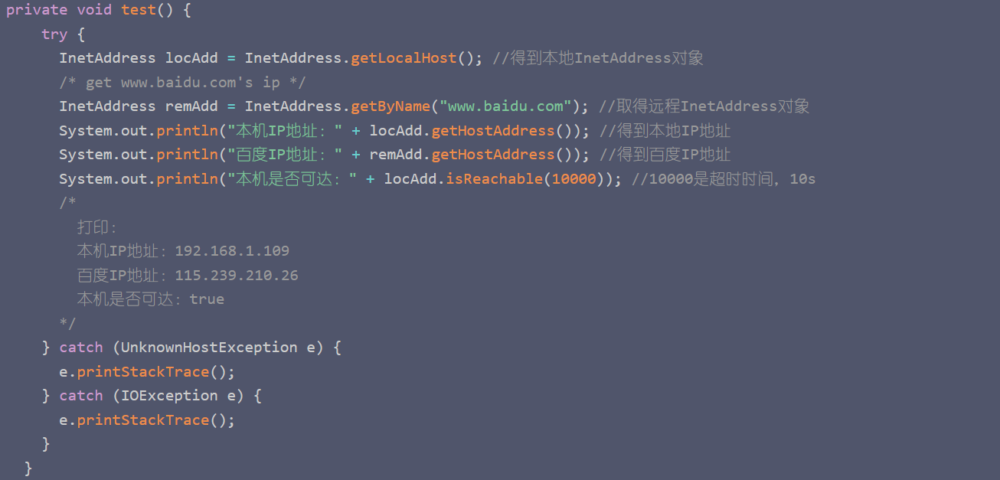 private void test() {
try {
InetAddress locAdd = InetAddress.getLocalHost(); //得到本地InetAddress对象
/* get www.baidu.com's ip */
InetAddress remAdd = InetAddress.getByName("www.baidu.com"); //取得远程InetAddress对象
System.out.println("本机IP地址：" + locAdd.getHostAddress()); //得到本地IP地址
System.out.println("百度IP地址：" + remAdd.getHostAddress()); //得到百度IP地址
System.out.println("本机是否可达：" + locAdd.isReachable(10000)); //10000是超时时间，10s
/*
打印：
本机IP地址：192.168.1.109
百度IP地址：115.239.210.26
本机是否可达：true
*/
} catch (UnknownHostException e) {
e.printStackTrace();
} catch (IOException e) {
e.printStackTrace();
}
}